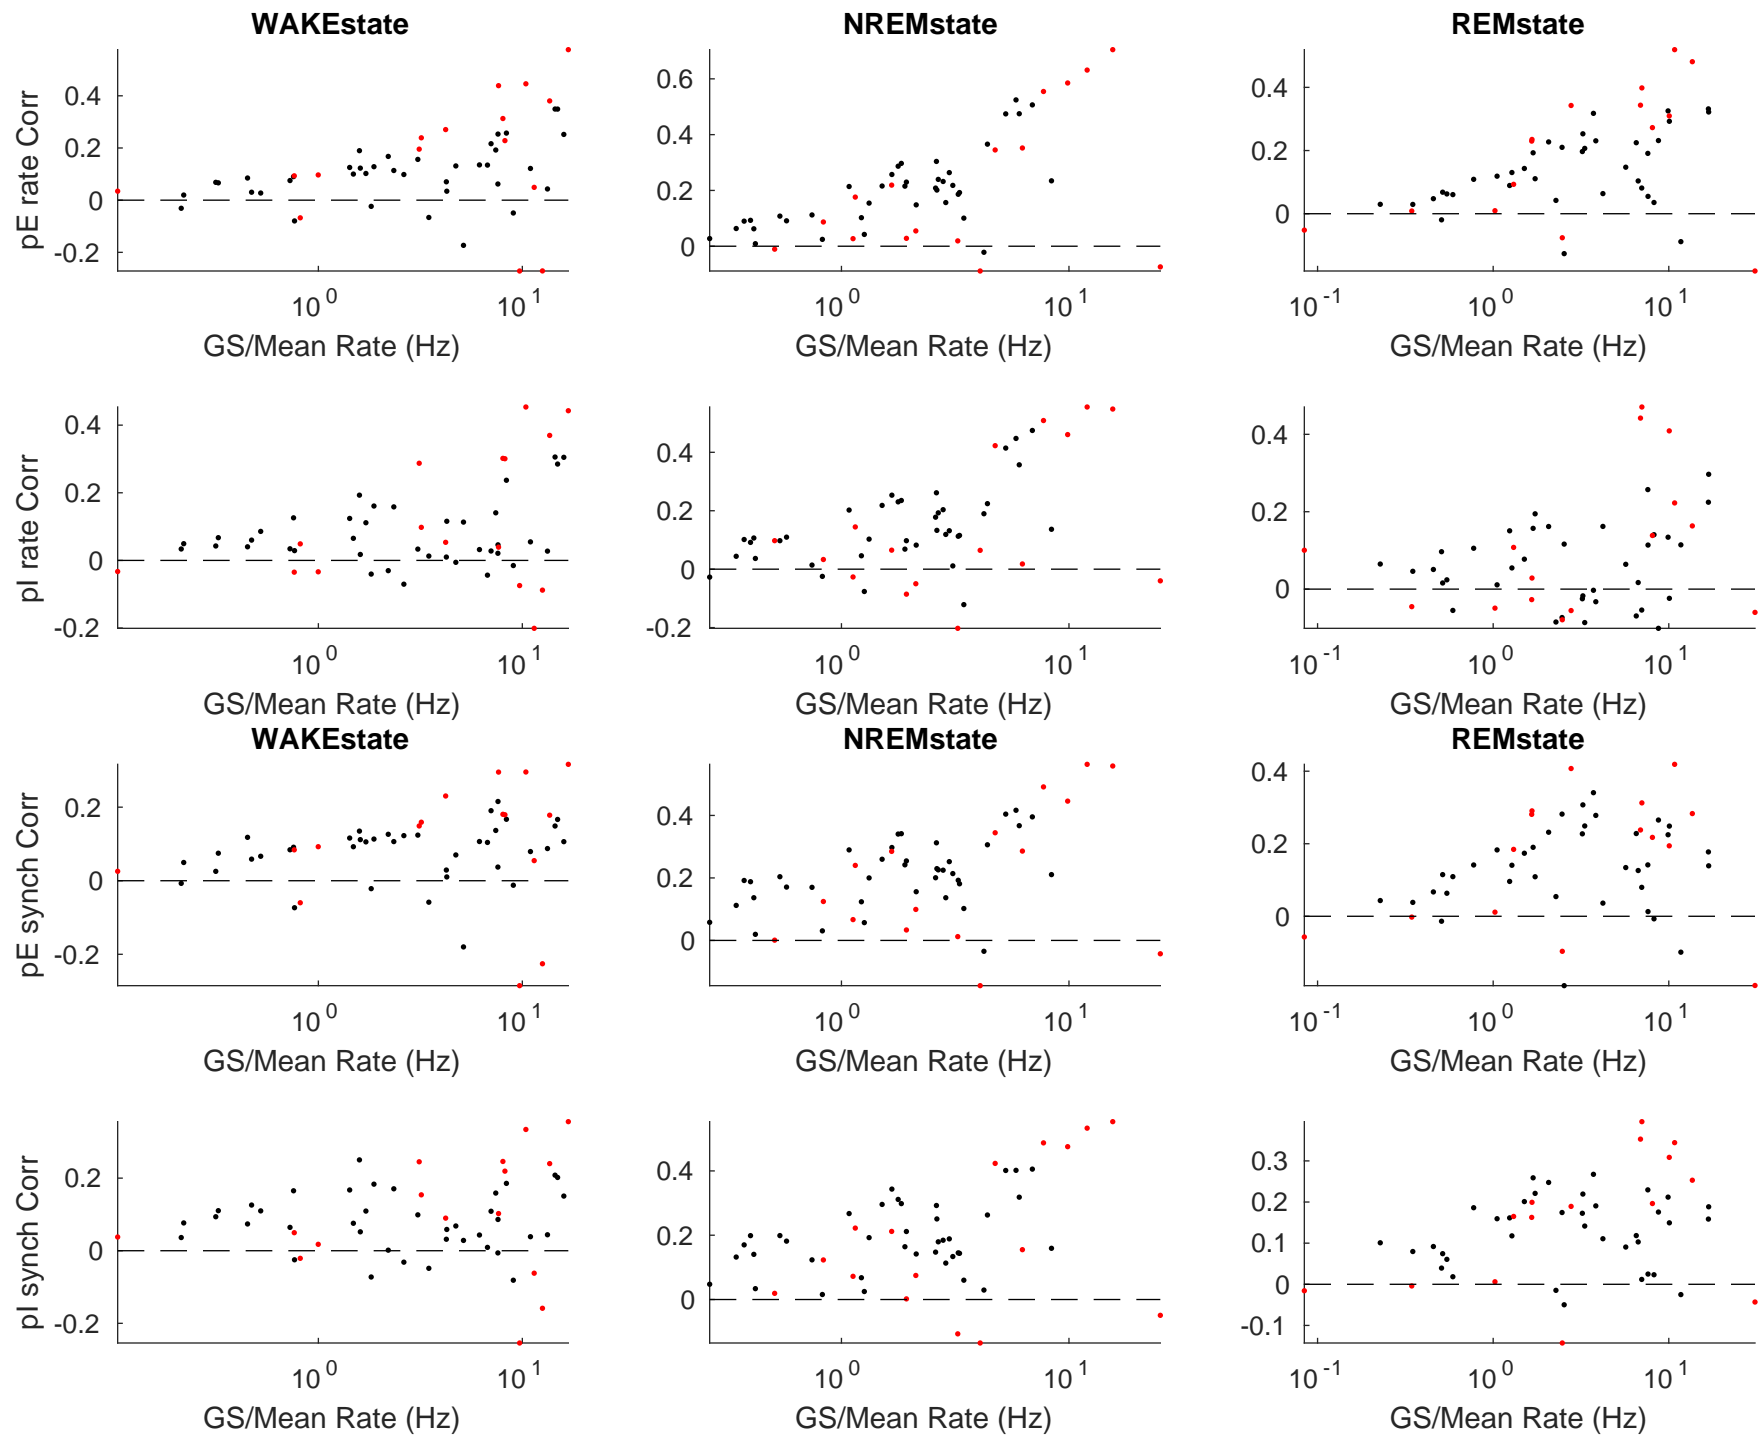 WAKEstate NREMstate REMstate
pE rate Corr
0.4 0.2 0 -0.2
10^0 10^1
GS/Mean Rate (Hz)
0.6 0.4 0.2 0
10^0 10^1
GS/Mean Rate (Hz)
0.4 0.2 0
10^-1 10^0 10^1
GS/Mean Rate (Hz)
pI rate Corr
0.4 0.2 0 -0.2
10^0 10^1
GS/Mean Rate (Hz)
0.4 0.2 0 -0.2
10^0 10^1
GS/Mean Rate (Hz)
0.4 0.2 0
10^-1 10^0 10^1
GS/Mean Rate (Hz)
WAKEstate NREMstate REMstate
pE synch Corr
0.2 0 -0.2
10^0 10^1
GS/Mean Rate (Hz)
0.4 0.2 0
10^0 10^1
GS/Mean Rate (Hz)
0.4 0.2 0
10^-1 10^0 10^1
GS/Mean Rate (Hz)
pI synch Corr
0.2 0 -0.2
10^0 10^1
GS/Mean Rate (Hz)
0.4 0.2 0
10^0 10^1
GS/Mean Rate (Hz)
0.3 0.2 0.1 0 -0.1
10^-1 10^0 10^1
GS/Mean Rate (Hz)